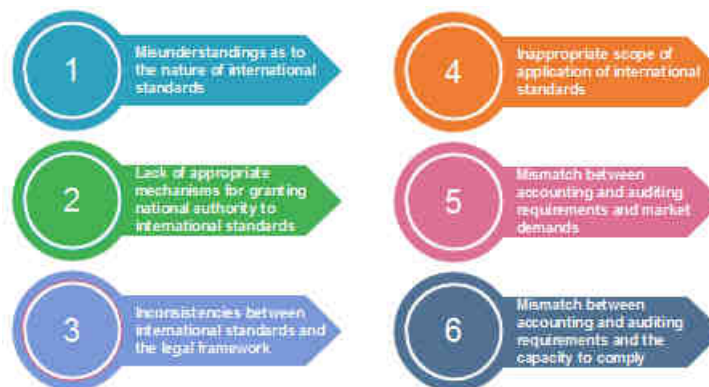 1
Misunderstandings as to
the nature of international
standards
2
Lack of appropriate
mechanisms for granting
national authority to
international standards
3
Inconsistencies between
international standards and
the legal framework
4
Inappropriate scope of
application of international
standards
5
Mismatch between
accounting and auditing
requirements and market
demands
6
Mismatch between
accounting and auditing
requirements and the
capacity to comply